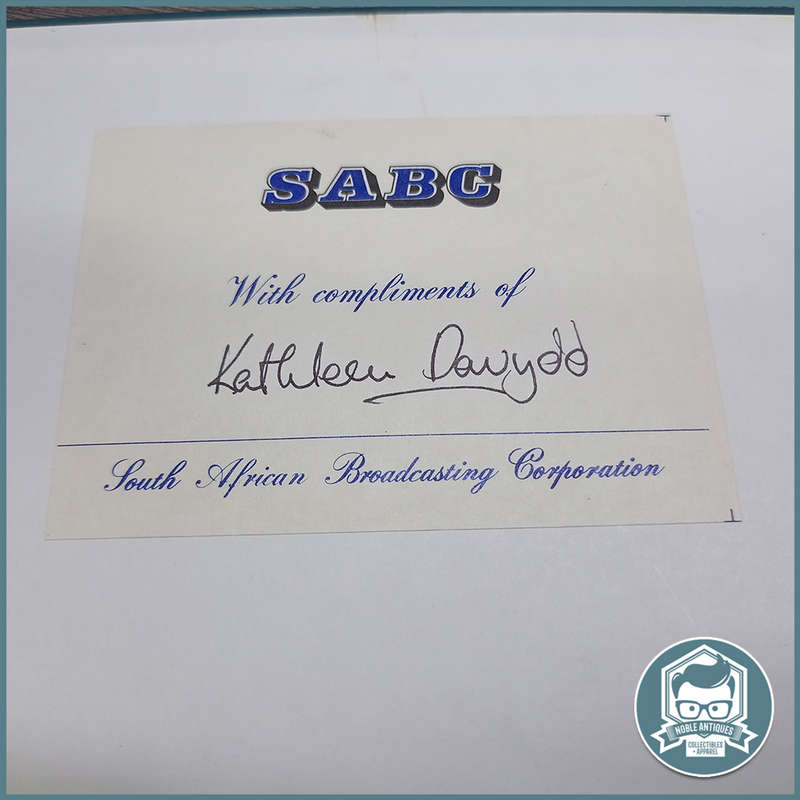 SABC
With compliments of
Kathleen Davydd
South African Broadcasting Corporation
NOBLE ANTIQUES
COLLECTIBLES
+ APPAREL